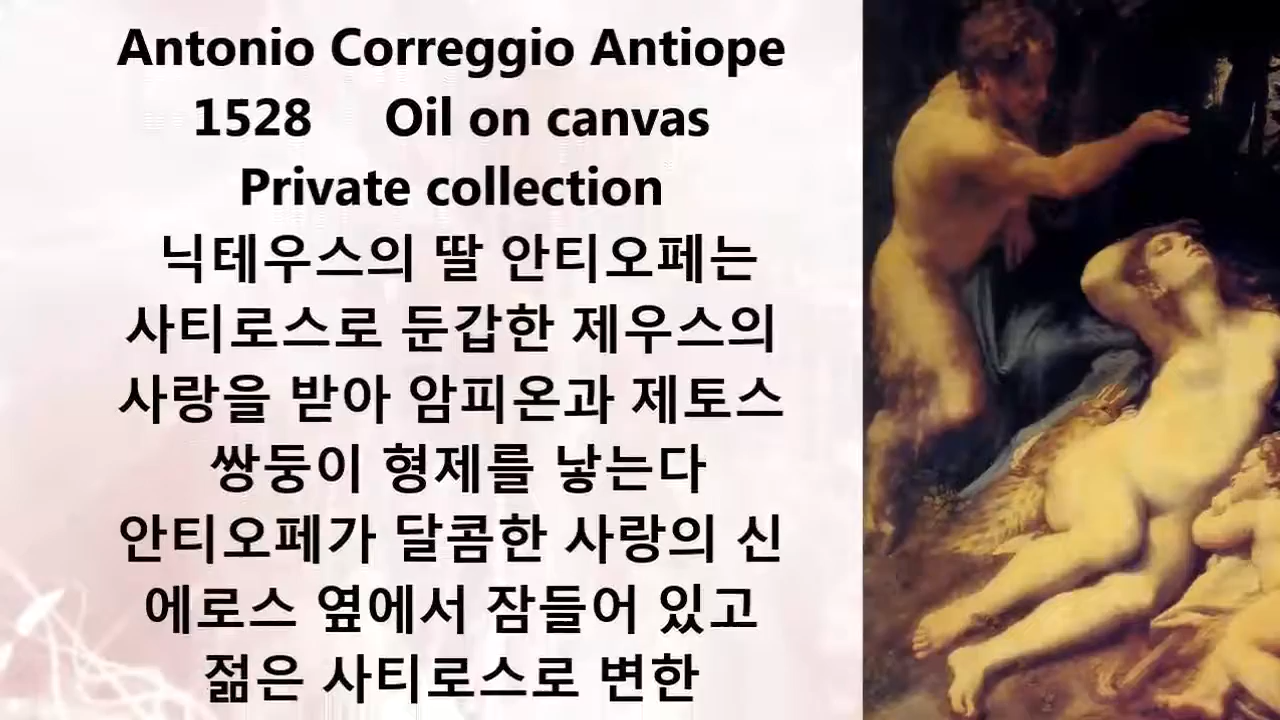 Antonio Correggio Antiope
1528 Oil on canvas
Private collection
닉테우스의 딸 안티오페는
사티로스로 둔갑한 제우스의
사랑을 받아 암피온과 제토스
쌍둥이 형제를 낳는다
안티오페가 달콤한 사랑의 신
에로스 옆에서 잠들어 있고
젊은 사티로스로 변한